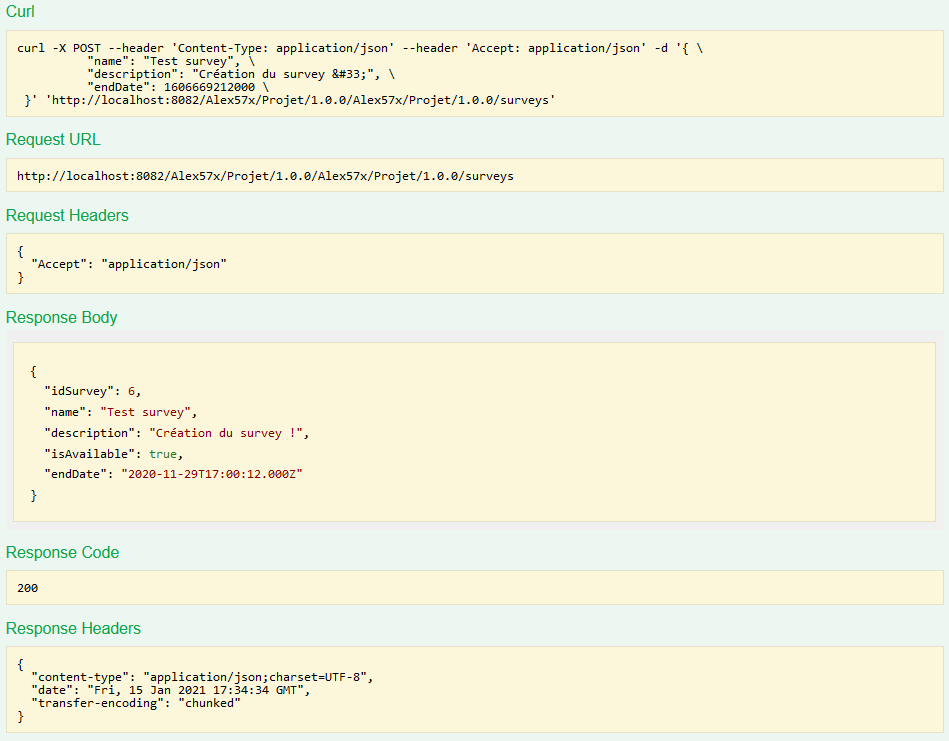 Curl
curl -X POST --header 'Content-Type: application/json' --header 'Accept: application/json' -d '{ \
"name": "Test survey", \
"description": "Création du survey &#33;", \
"endDate": 1606669212000 \
}' 'http://localhost:8082/Alex57x/Projet/1.0.0/Alex57x/Projet/1.0.0/surveys'
Request URL
http://localhost:8082/Alex57x/Projet/1.0.0/Alex57x/Projet/1.0.0/surveys
Request Headers
{
"Accept": "application/json"
}
Response Body
{
"idSurvey": 6,
"name": "Test survey",
"description": "Création du survey !",
"isAvailable": true,
"endDate": "2020-11-29T17:00:12.000Z"
}
Response Code
200
Response Headers
{
"content-type": "application/json;charset=UTF-8",
"date": "Fri, 15 Jan 2021 17:34:34 GMT",
"transfer-encoding": "chunked"
}